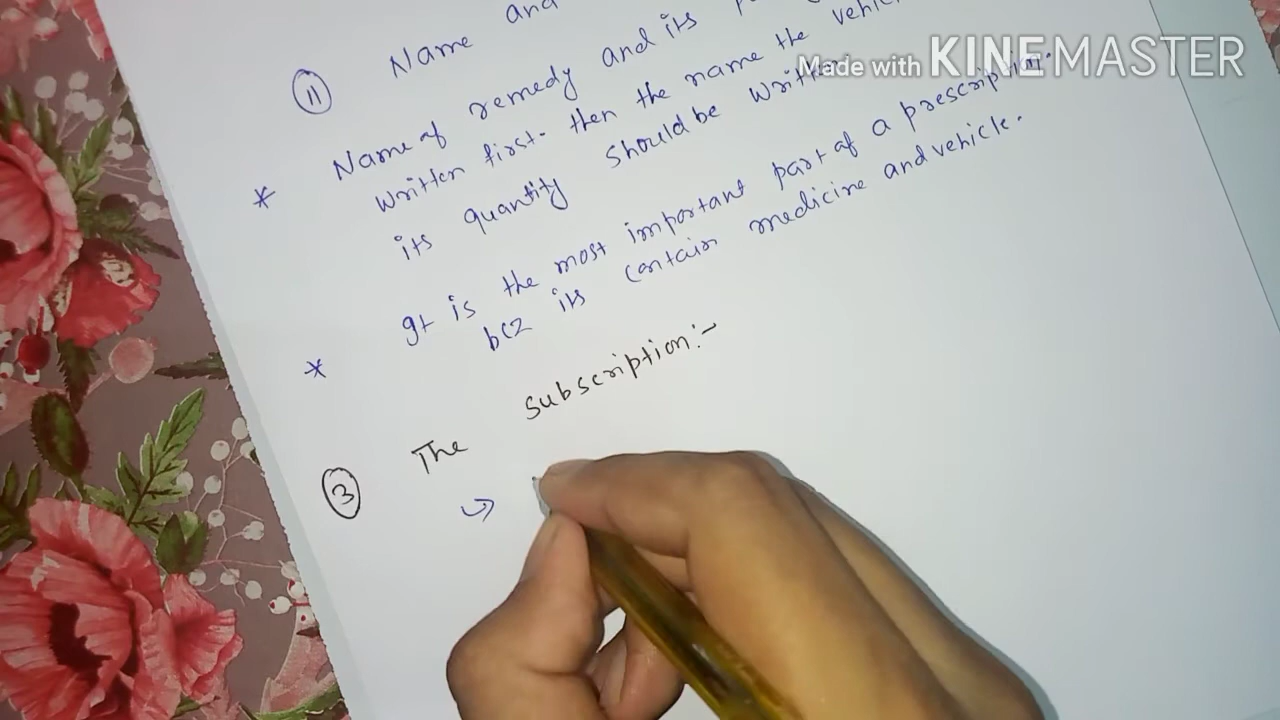 (11) Name and
* Name of remedy and its
written first. then the name the vehic
its quantity should be written
* It is the most important part of a prescription.
bcz its contain medicine and vehicle.
(3) The subscription:-
Made with KINEMASTER